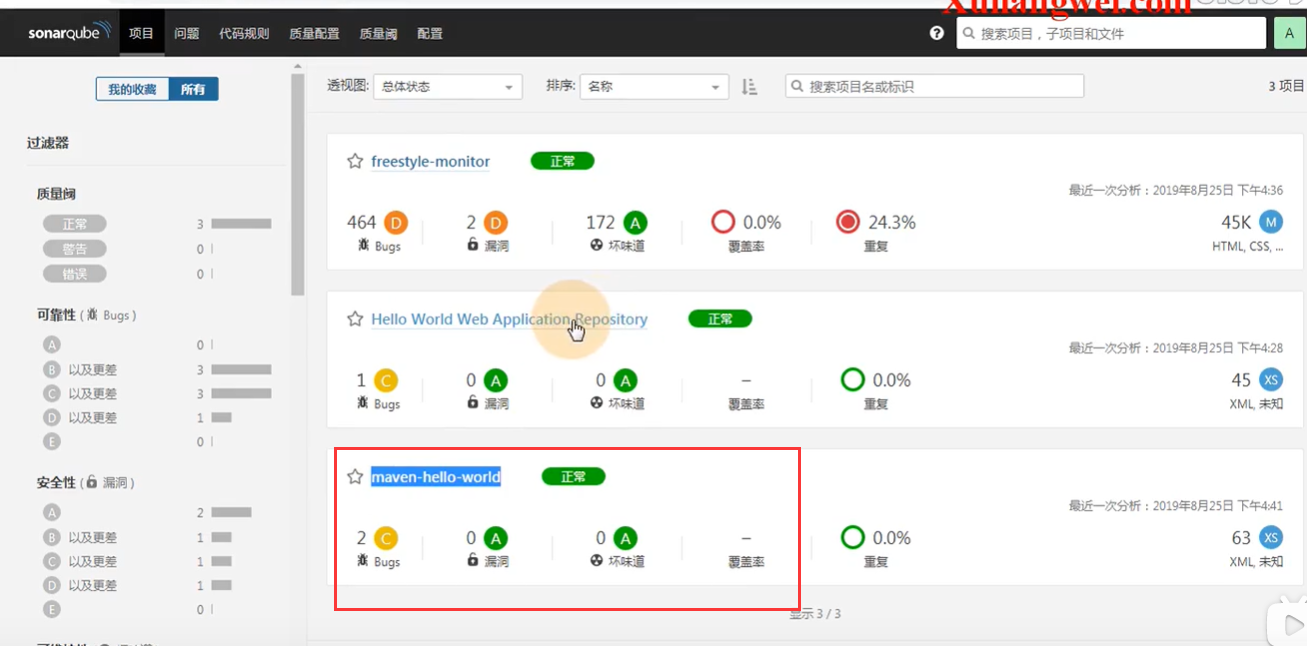 Xuliangwei.com
sonarqube 项目 问题 代码规则 质量配置 质量阈 配置 ? 搜索项目，子项目和文件 A
我的收藏 所有
透视图: 总体状态 排序: 名称 搜索项目名或标识 3 项目
过滤器
质量阀
正常 3
警告 0
错误 0
可靠性 ( Bugs )
A 0
B 以及更差 3
C 以及更差 3
D 以及更差 1
E 0
安全性 ( 漏洞 )
A 2
B 以及更差 1
C 以及更差 1
D 以及更差 1
E 0
freestyle-monitor 正常
最近一次分析：2019年8月25日 下午4:36
464 D 2 D 172 A 0.0% 24.3% 45K M
Bugs 漏洞 坏味道 覆盖率 重复 HTML, CSS, ...
Hello World Web Application Repository 正常
最近一次分析：2019年8月25日 下午4:28
1 C 0 A 0 A – 0.0% 45 XS
Bugs 漏洞 坏味道 覆盖率 重复 XML, 未知
maven-hello-world 正常
最近一次分析：2019年8月25日 下午4:41
2 C 0 A 0 A – 0.0% 63 XS
Bugs 漏洞 坏味道 覆盖率 重复 XML, 未知
显示 3 / 3